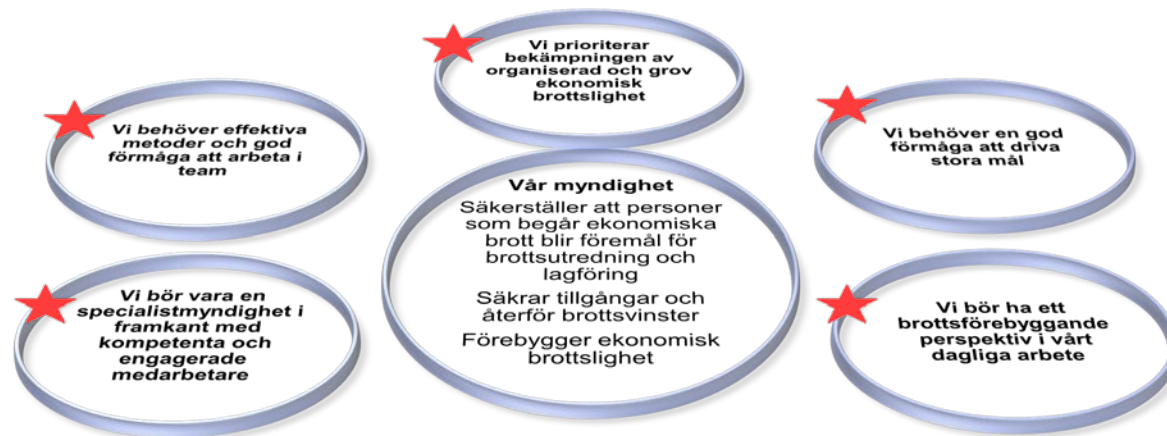 Vi prioriterar
bekämpningen av
organiserad och grov
ekonomisk
brottslighet
Vi behöver effektiva
metoder och god
förmåga att arbeta i
team
Vi behöver en god
förmåga att driva
stora mål
Vår myndighet
Säkerställer att personer
som begår ekonomiska
brott blir föremål för
brottsutredning och
lagföring
Säkrar tillgångar och
återför brottsvinster
Förebygger ekonomisk
brottslighet
Vi bör vara en
specialistmyndighet i
framkant med
kompetenta och
engagerade
medarbetare
Vi bör ha ett
brottsförebyggande
perspektiv i vårt
dagliga arbete